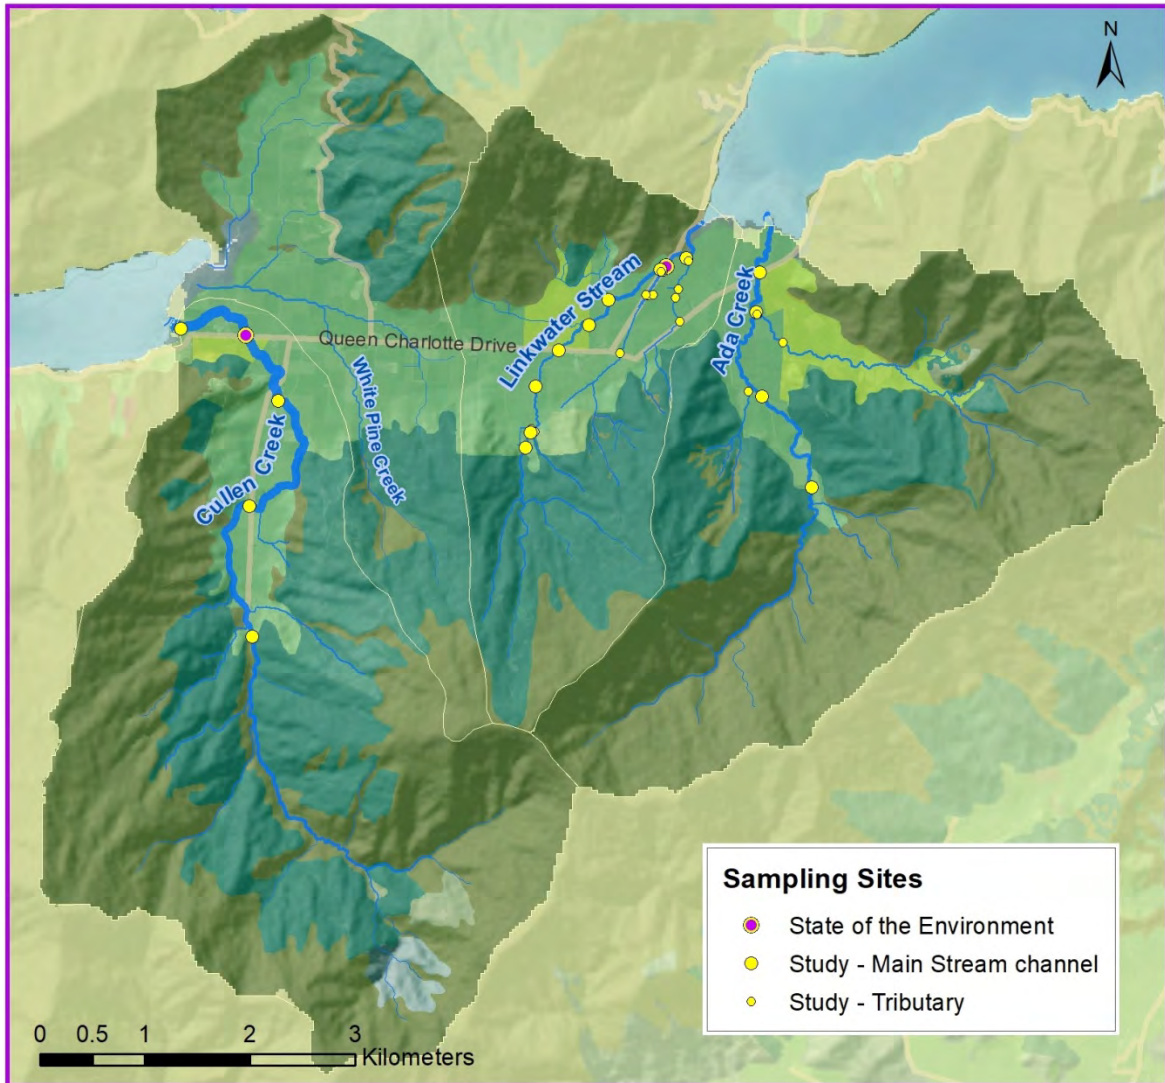 N
Queen Charlotte Drive
Linkwater Stream
Ada Creek
White Pine Creek
Cullen Creek
Sampling Sites
State of the Environment
Study - Main Stream channel
Study - Tributary
0 0.5 1 2 3
Kilometers